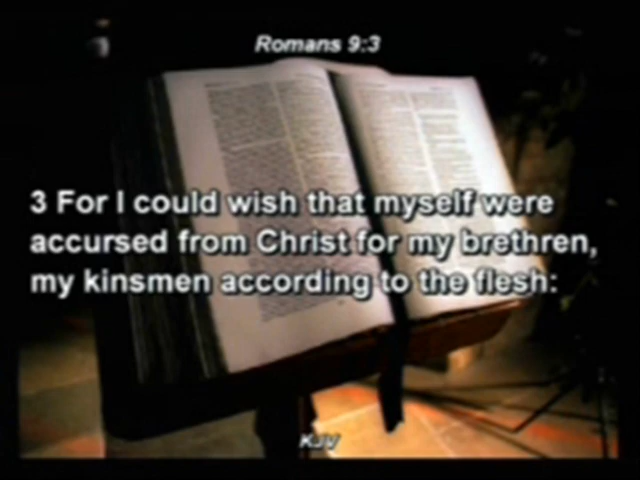 Romans 9:3
3 For I could wish that myself were
accursed from Christ for my brethren,
my kinsmen according to the flesh:
KJV